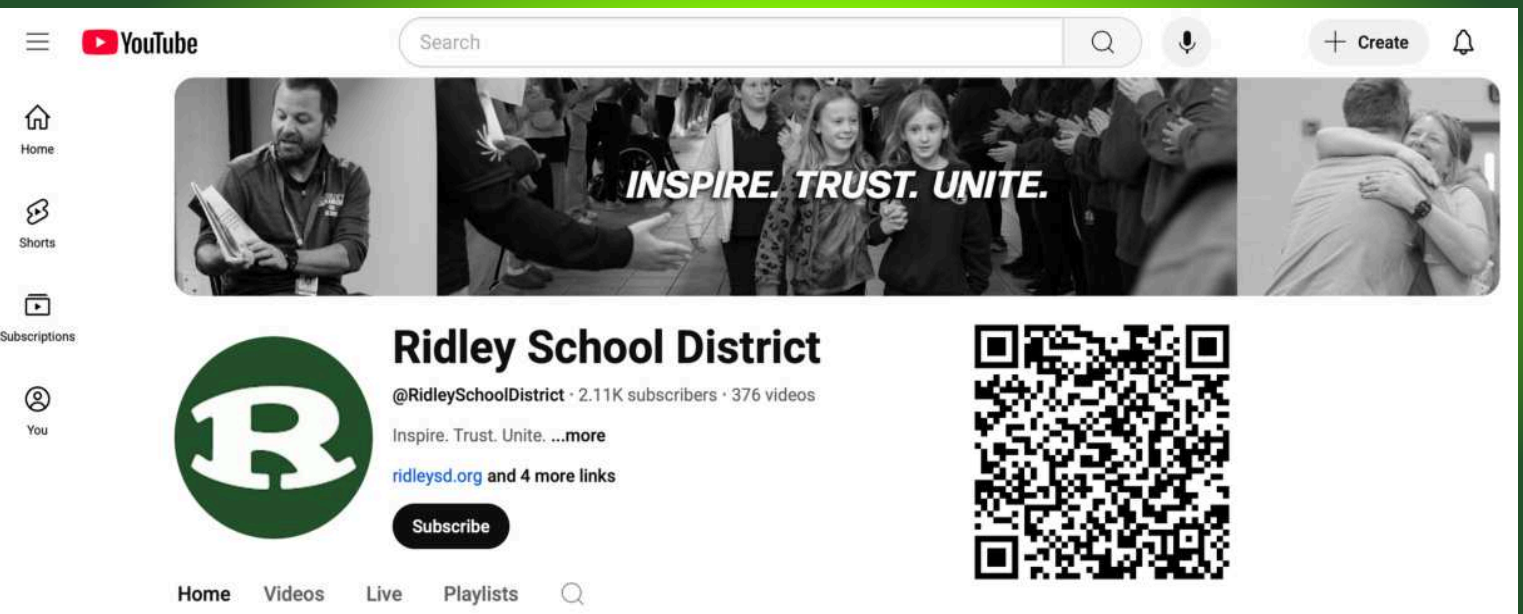 YouTube
Search
Create
Home
Shorts
Subscriptions
You
INSPIRE. TRUST. UNITE.
R
Ridley School District
@RidleySchoolDistrict · 2.11K subscribers · 376 videos
Inspire. Trust. Unite. ...more
ridleysd.org and 4 more links
Subscribe
Home Videos Live Playlists